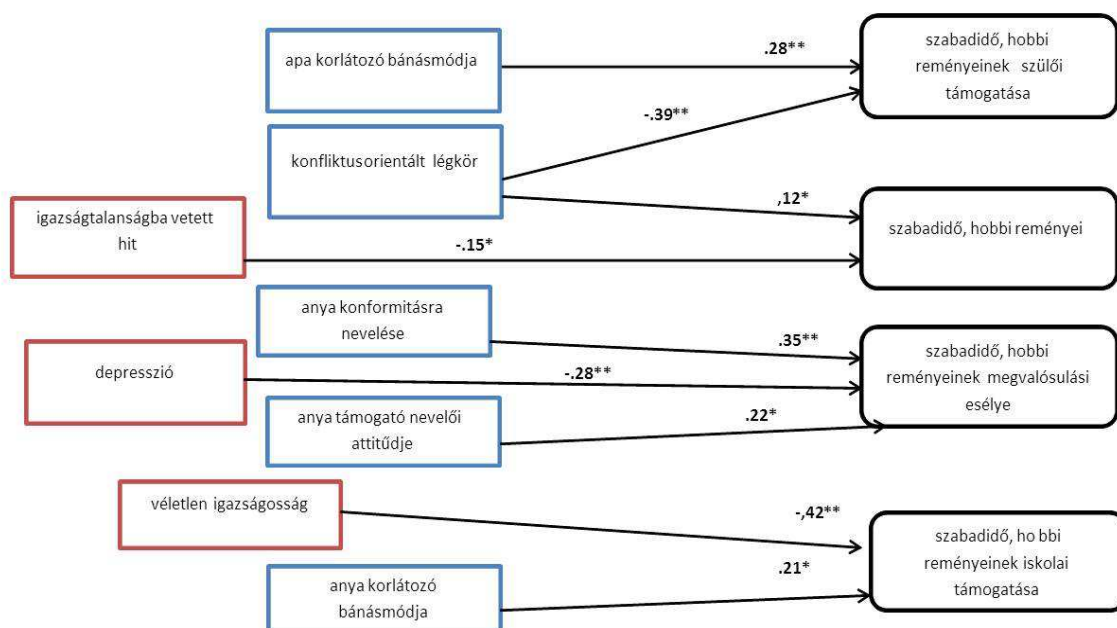 apa korlátozó bánásmódja
.28**
szabadidő, hobbi
reményeinek szülői
támogatása
-.39**
konfliktusorientált légkör
,12*
szabadidő, hobbi reményei
igazságtalanságba vetett
hit
-.15*
anya konformitásra
nevelése
.35**
szabadidő, hobbi
reményeinek megvalósulási
esélye
depresszió
-.28**
anya támogató nevelői
attitűdje
.22*
véletlen igazságosság
-,42**
szabadidő, ho bbi
reményeinek iskolai
támogatása
.21*
anya korlátozó
bánásmódja